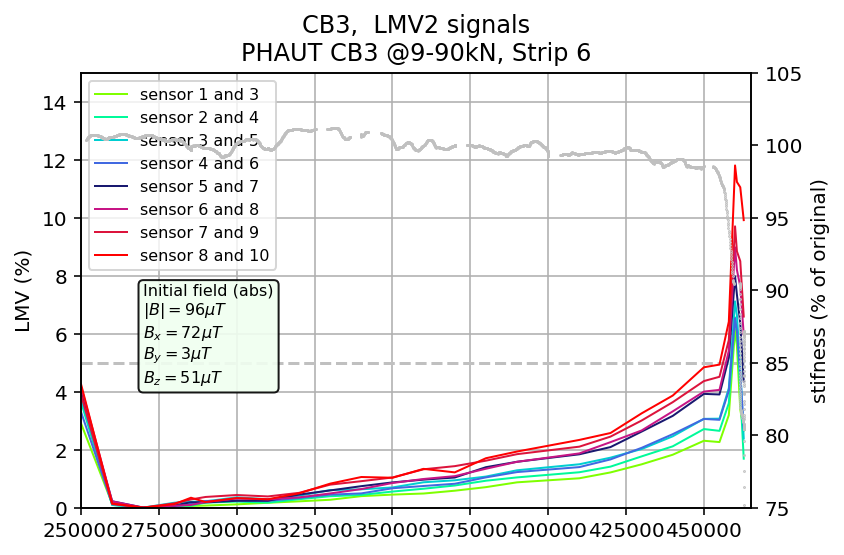 CB3, LMV2 signals
PHAUT CB3 @9-90kN, Strip 6
LMV (%)
14
12
10
8
6
4
2
0
sensor 1 and 3
sensor 2 and 4
sensor 3 and 5
sensor 4 and 6
sensor 5 and 7
sensor 6 and 8
sensor 7 and 9
sensor 8 and 10
Initial field (abs)
|B| = 96μT
Bx = 72μT
By = 3μT
Bz = 51μT
105
100
95
90
85
80
75
stifness (% of original)
250000 275000 300000 325000 350000 375000 400000 425000 450000